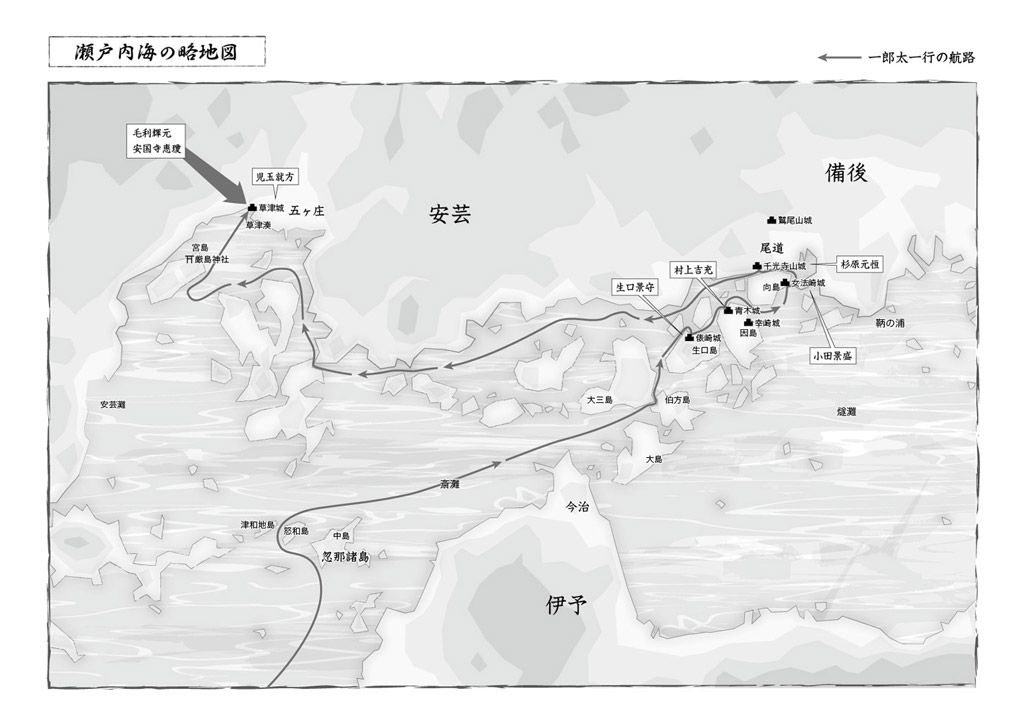 瀬戸内海の略地図
一郎太一行の航路
毛利輝元
安国寺恵瓊
児玉就方
草津城
五ヶ庄
草津湊
安芸
備後
鷲尾山城
尾道
宮島
厳島神社
千光寺山城
杉原元恒
村上吉充
生口景守
向島
女法崎城
青木城
幸崎城
因島
鞆の浦
俵崎城
生口島
小田景盛
安芸灘
大三島
伯方島
燧灘
大島
斎灘
今治
津和地島
怒和島
中島
忽那諸島
伊予